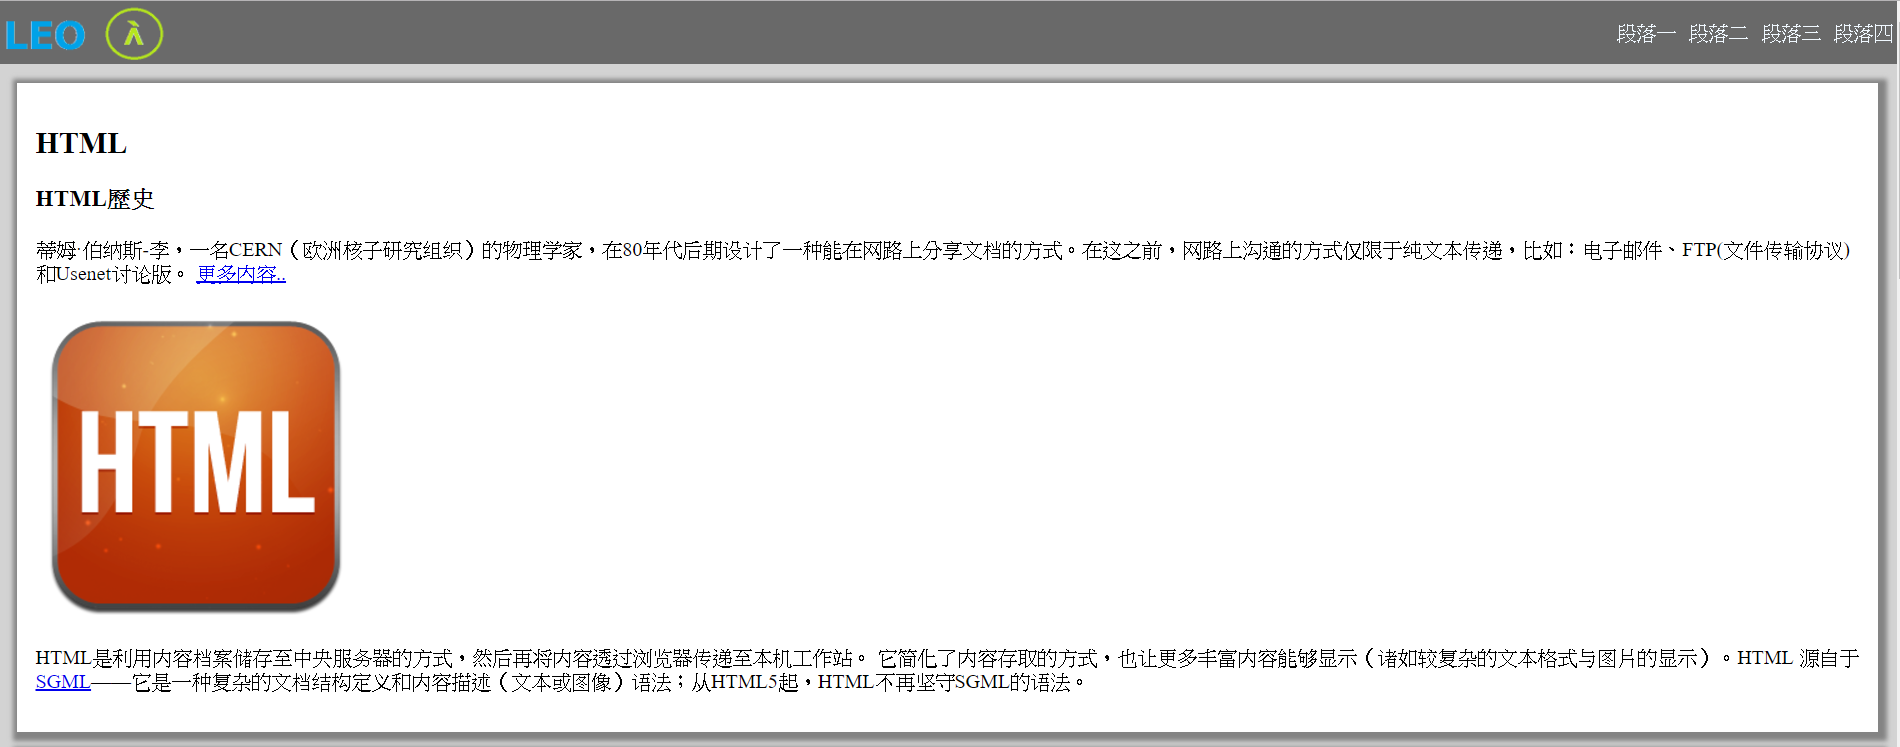 LEO λ 段落一 段落二 段落三 段落四
HTML
HTML歷史
蒂姆·伯纳斯-李，一名CERN（欧洲核子研究组织）的物理学家，在80年代后期设计了一种能在网路上分享文档的方式。在这之前，网路上沟通的方式仅限于纯文本传递，比如：电子邮件、FTP(文件传输协议)
和Usenet讨论版。 更多内容..
HTML
HTML是利用内容档案储存至中央服务器的方式，然后再将内容透过浏览器传递至本机工作站。 它简化了内容存取的方式，也让更多丰富内容能够显示（诸如较复杂的文本格式与图片的显示）。HTML 源自于
SGML——它是一种复杂的文档结构定义和内容描述（文本或图像）语法；从HTML5起，HTML不再坚守SGML的语法。